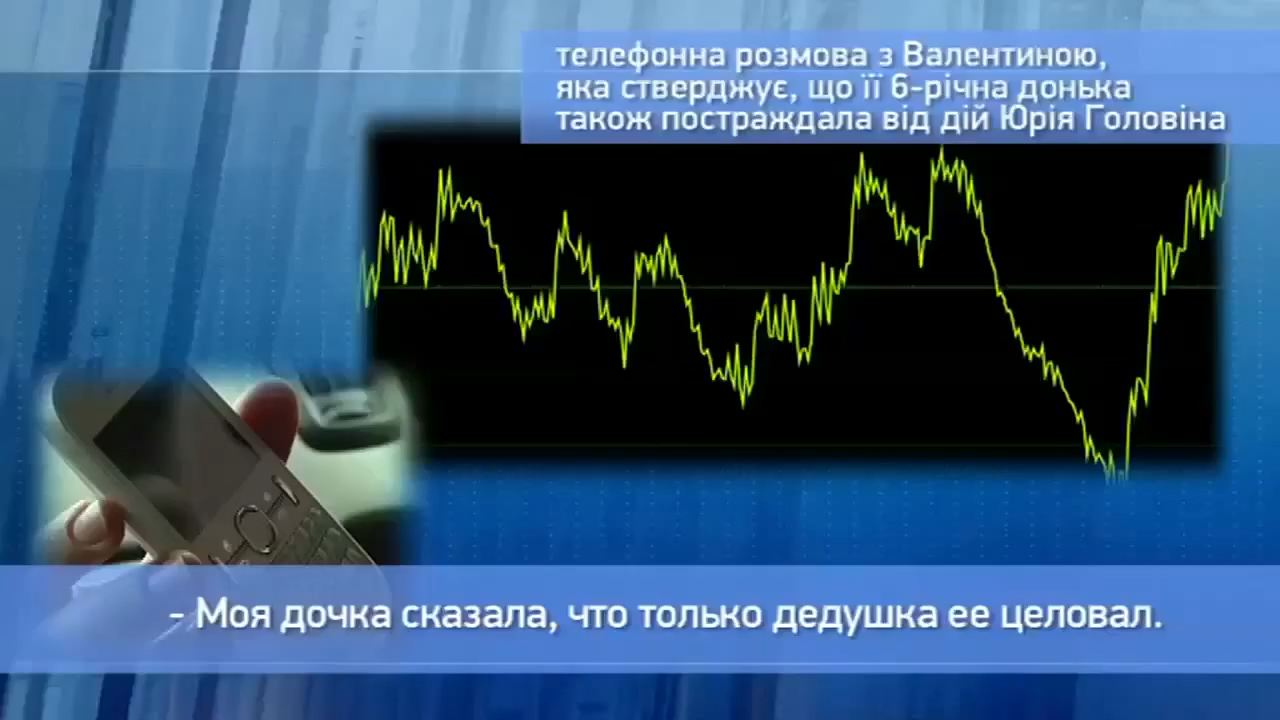 телефонна розмова з Валентиною,
яка стверджує, що її 6-річна донька
також постраждала від дій Юрія Головіна
- Моя дочка сказала, что только дедушка ее целовал.